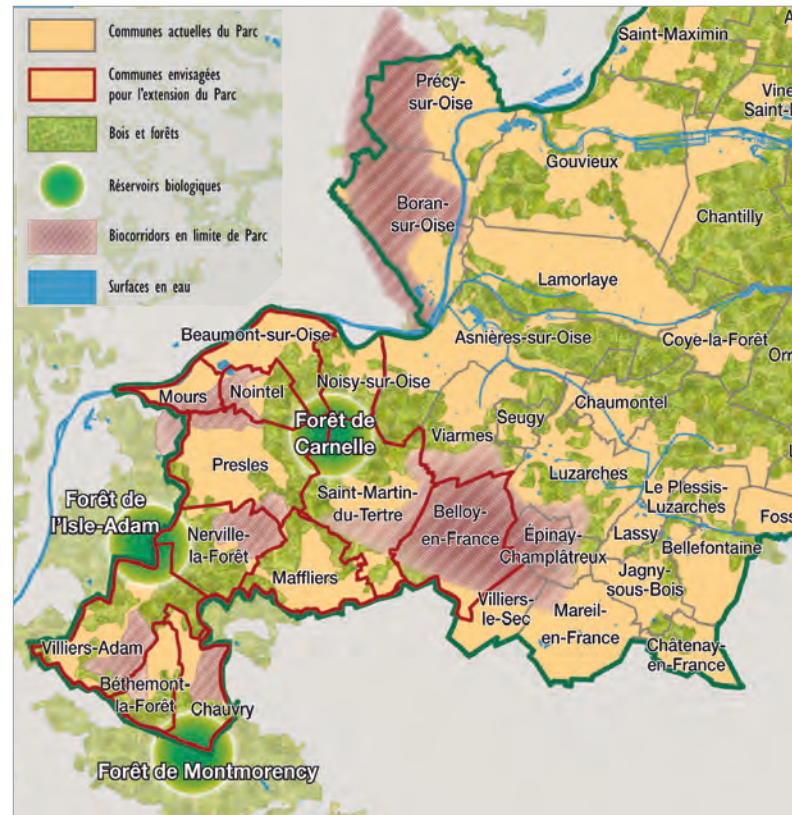 Communes actuelles du Parc
Communes envisagées
pour l'extension du Parc
Bois et forêts
Réservoirs biologiques
Biocorridors en limite de Parc
Surfaces en eau
Saint-Maximin
Précy-
sur-Oise
Gouvieux
Boran-
sur-Oise
Chantilly
Lamorlaye
Beaumont-sur-Oise
Asnières-sur-Oise
Coye-la-Forêt
Mours
Nointel
Noisy-sur-Oise
Chaumontel
Seugy
Forêt de
Carnelle
Viarmes
Presles
Luzarches
Saint-Martin-
du-Tertre
Le Plessis-
Luzarches
Forêt de
l'Isle-Adam
Belloy-
en-France
Nerville-
la-Forêt
Épinay-
Champlâtreux
Lassy
Bellefontaine
Maffliers
Jagny-
sous-Bois
Villiers-
le-Sec
Mareil-
en-France
Villiers-Adam
Châtenay-
en-France
Béthemont-
la-Forêt
Chauvry
Forêt de Montmorency